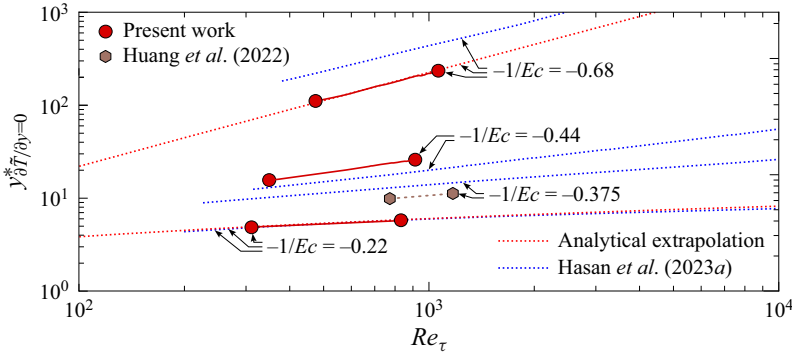 10³
Present work
Huang et al. (2022)
–1/Ec = –0.68
10²
y*∂T̃/∂y=0
–1/Ec = –0.44
10¹
–1/Ec = –0.375
–1/Ec = –0.22
Analytical extrapolation
Hasan et al. (2023a)
10⁰
10² 10³ 10⁴
Reτ